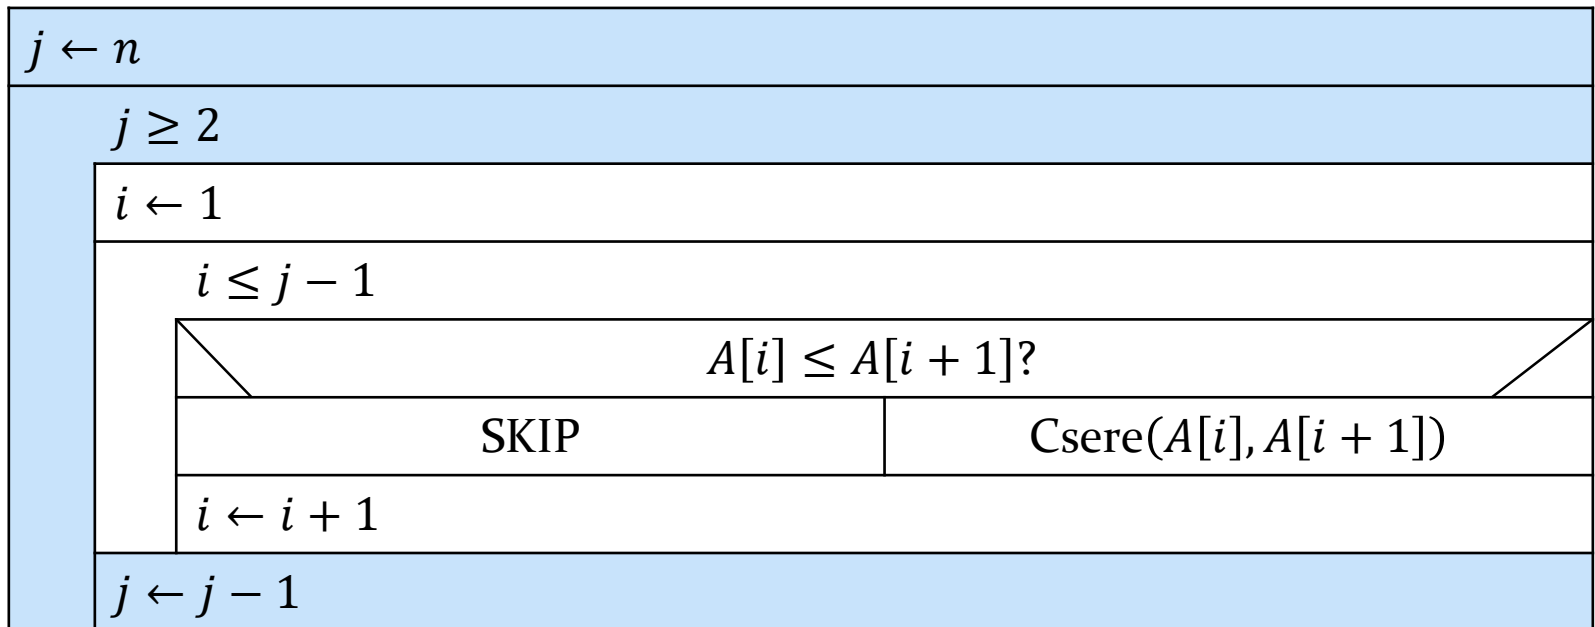 j ← n
j ≥ 2
i ← 1
i ≤ j − 1
A[i] ≤ A[i + 1]?
SKIP Csere(A[i], A[i + 1])
i ← i + 1
j ← j − 1